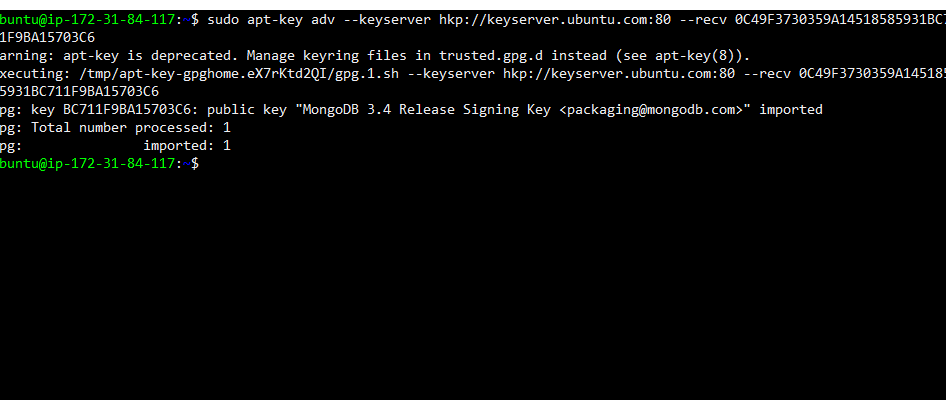 buntu@ip-172-31-84-117:~$ sudo apt-key adv --keyserver hkp://keyserver.ubuntu.com:80 --recv 0C49F3730359A14518585931BC7
1F9BA15703C6
arning: apt-key is deprecated. Manage keyring files in trusted.gpg.d instead (see apt-key(8)).
xecuting: /tmp/apt-key-gpghome.eX7rKtd2QI/gpg.1.sh --keyserver hkp://keyserver.ubuntu.com:80 --recv 0C49F3730359A145185
5931BC711F9BA15703C6
pg: key BC711F9BA15703C6: public key "MongoDB 3.4 Release Signing Key <packaging@mongodb.com>" imported
pg: Total number processed: 1
pg:               imported: 1
buntu@ip-172-31-84-117:~$